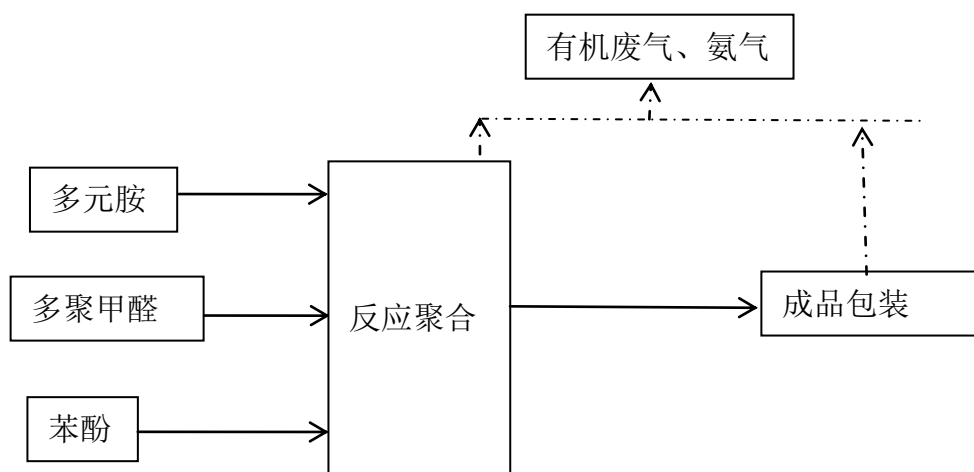 有机废气、氨气
多元胺
多聚甲醛
反应聚合
成品包装
苯酚